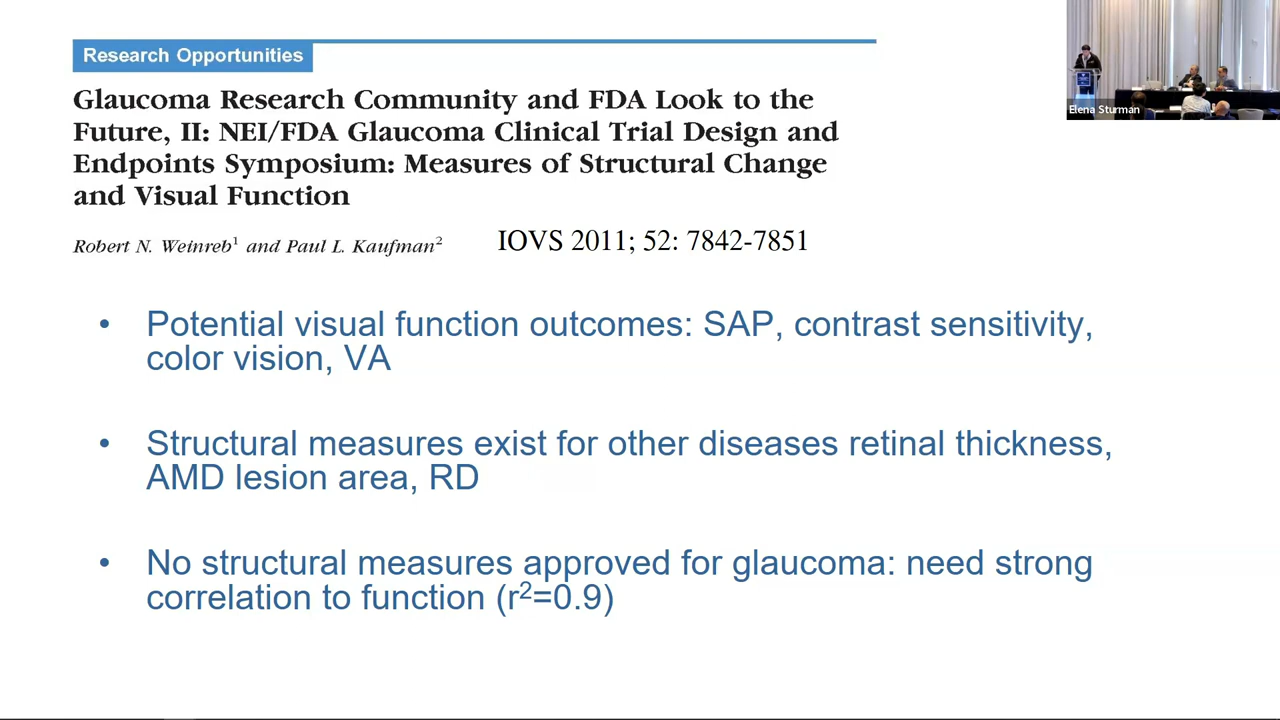 Research Opportunities
Glaucoma Research Community and FDA Look to the
Future, II: NEI/FDA Glaucoma Clinical Trial Design and
Endpoints Symposium: Measures of Structural Change
and Visual Function
Robert N. Weinreb¹ and Paul L. Kaufman²
IOVS 2011; 52: 7842-7851
Elena Sturman
• Potential visual function outcomes: SAP, contrast sensitivity,
color vision, VA
• Structural measures exist for other diseases retinal thickness,
AMD lesion area, RD
• No structural measures approved for glaucoma: need strong
correlation to function (r²=0.9)